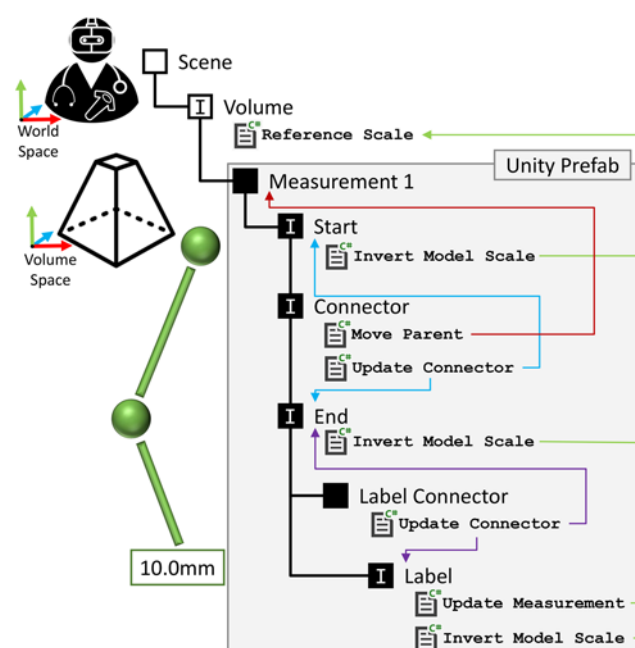 Scene
World
Space
I Volume
C# Reference Scale
Unity Prefab
Measurement 1
Volume
Space
I Start
C# Invert Model Scale
I Connector
C# Move Parent
C# Update Connector
I End
C# Invert Model Scale
Label Connector
C# Update Connector
10.0mm
I Label
C# Update Measurement
C# Invert Model Scale